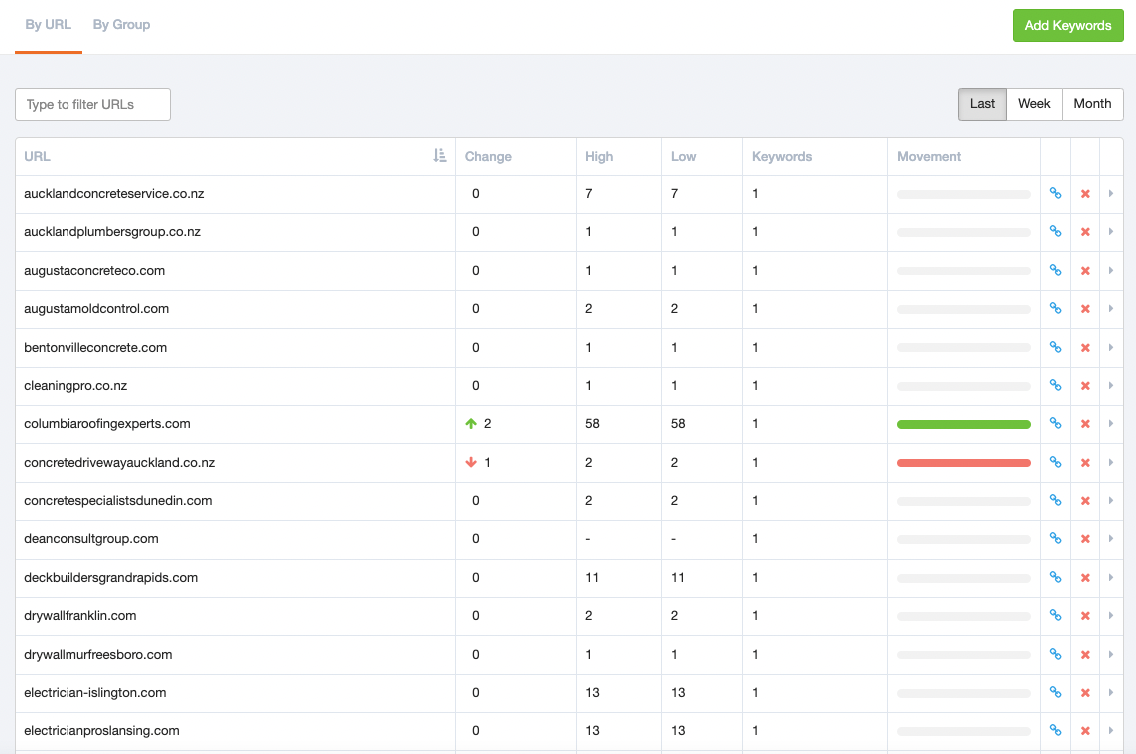 By URL By Group Add Keywords
Type to filter URLs Last Week Month
URL Change High Low Keywords Movement
aucklandconcreteservice.co.nz 0 7 7 1
aucklandplumbersgroup.co.nz 0 1 1 1
augustaconcreteco.com 0 1 1 1
augustamoldcontrol.com 0 2 2 1
bentonvilleconcrete.com 0 1 1 1
cleaningpro.co.nz 0 1 1 1
columbiaroofingexperts.com 2 58 58 1
concretedrivewayauckland.co.nz 1 2 2 1
concretespecialistsdunedin.com 0 2 2 1
deanconsultgroup.com 0 - - 1
deckbuildersgrandrapids.com 0 11 11 1
drywallfranklin.com 0 2 2 1
drywallmurfreesboro.com 0 1 1 1
electrician-islington.com 0 13 13 1
electricianproslansing.com 0 13 13 1